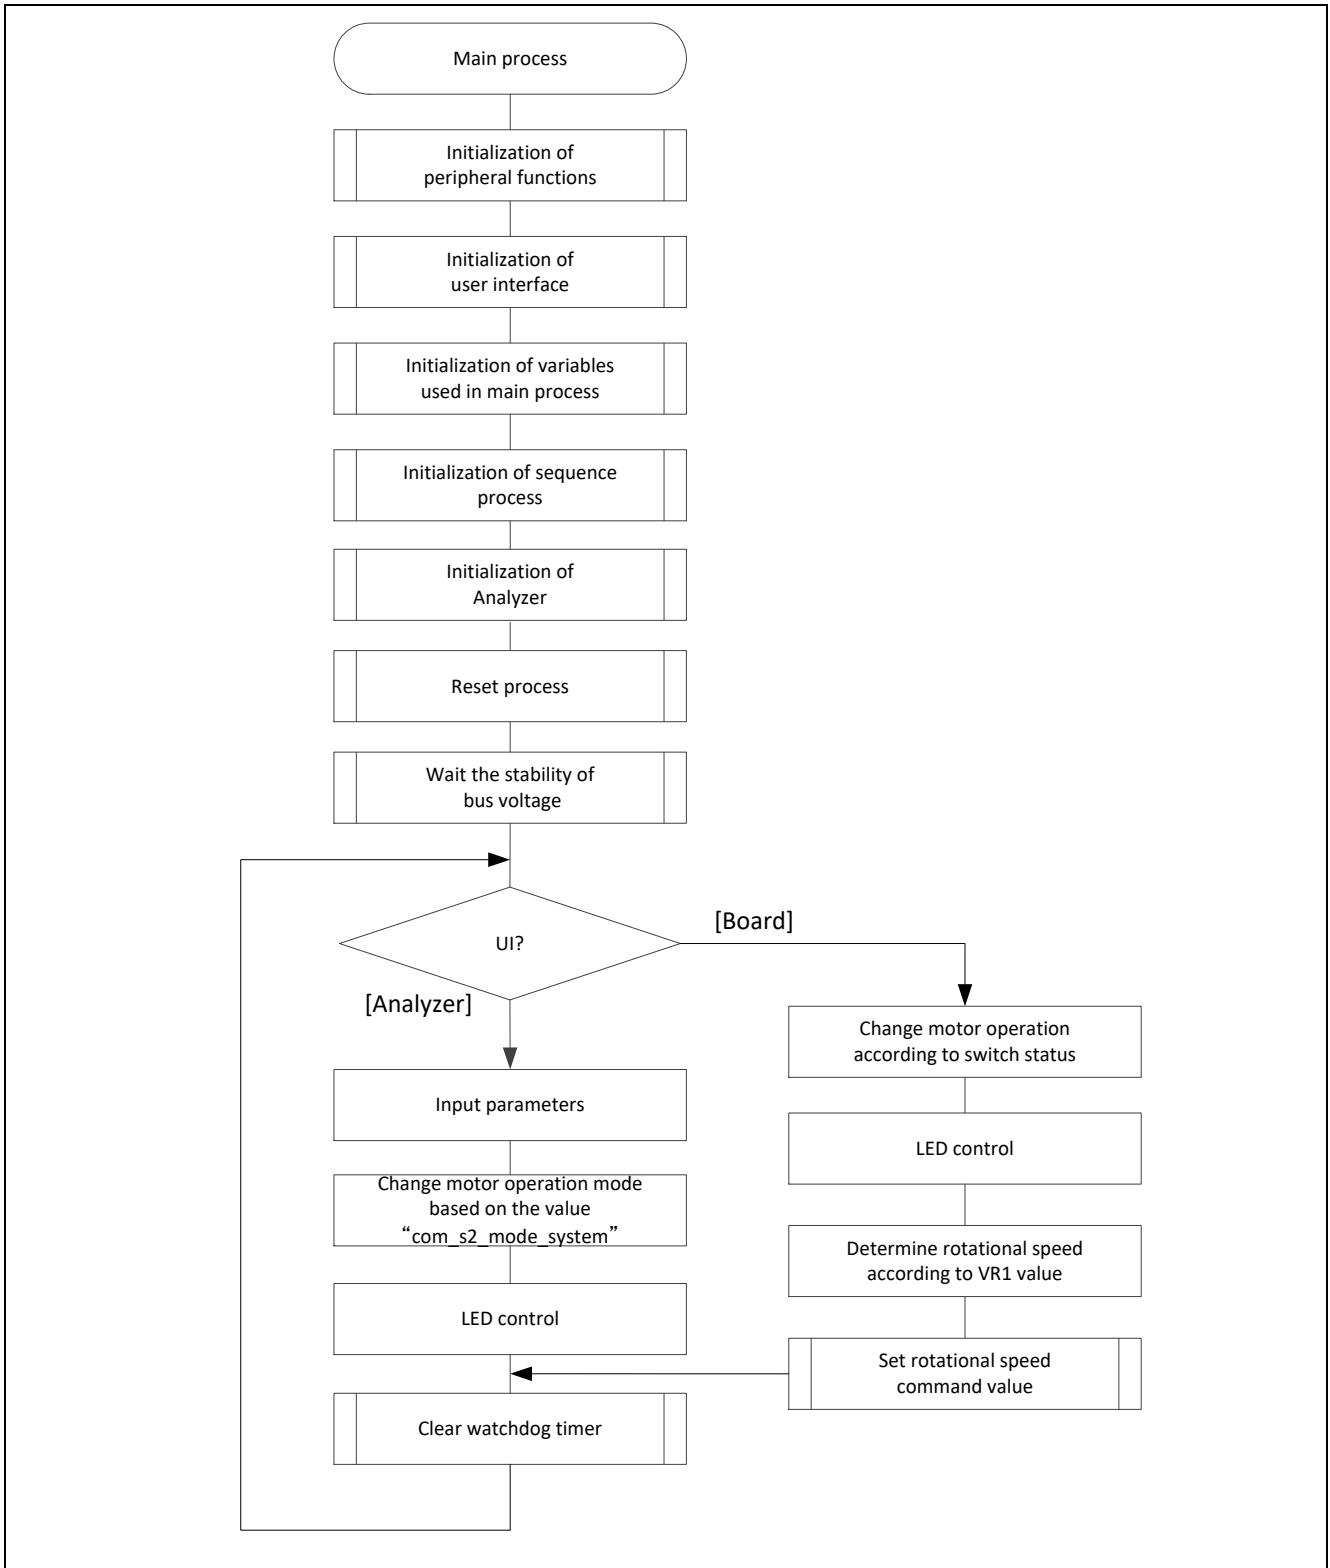 Main process
Initialization of
peripheral functions
Initialization of
user interface
Initialization of variables
used in main process
Initialization of sequence
process
Initialization of
Analyzer
Reset process
Wait the stability of
bus voltage
UI?
[Board]
[Analyzer]
Change motor operation
according to switch status
Input parameters
LED control
Change motor operation mode
based on the value
“com_s2_mode_system”
Determine rotational speed
according to VR1 value
LED control
Set rotational speed
command value
Clear watchdog timer